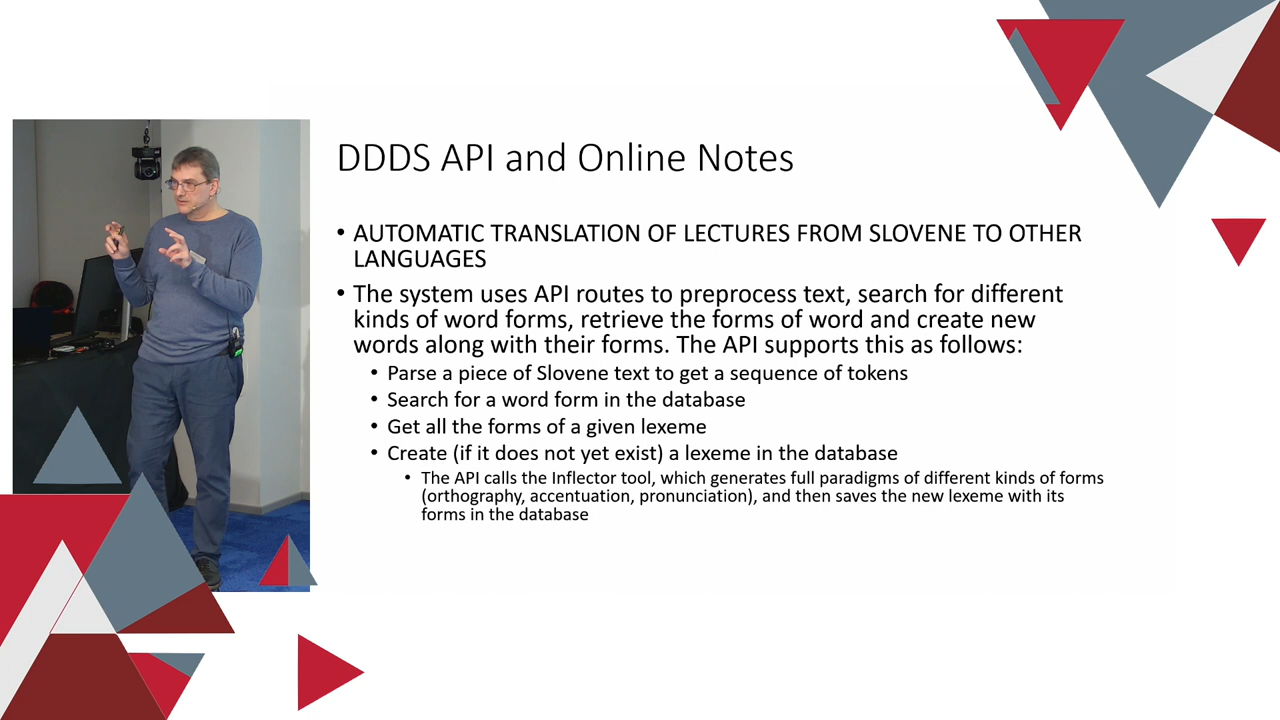 DDDS API and Online Notes
• AUTOMATIC TRANSLATION OF LECTURES FROM SLOVENE TO OTHER
LANGUAGES
• The system uses API routes to preprocess text, search for different
kinds of word forms, retrieve the forms of word and create new
words along with their forms. The API supports this as follows:
• Parse a piece of Slovene text to get a sequence of tokens
• Search for a word form in the database
• Get all the forms of a given lexeme
• Create (if it does not yet exist) a lexeme in the database
• The API calls the Inflector tool, which generates full paradigms of different kinds of forms
(orthography, accentuation, pronunciation), and then saves the new lexeme with its
forms in the database